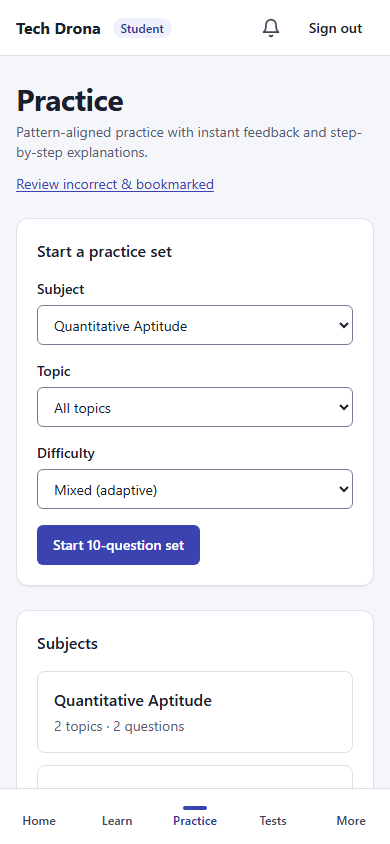 Tech Drona
Student
Sign out
Practice
Pattern-aligned practice with instant feedback and step-
by-step explanations.
Review incorrect & bookmarked
Start a practice set
Subject
Quantitative Aptitude
Topic
All topics
Difficulty
Mixed (adaptive)
Start 10-question set
Subjects
Quantitative Aptitude
2 topics · 2 questions
Home
Learn
Practice
Tests
More